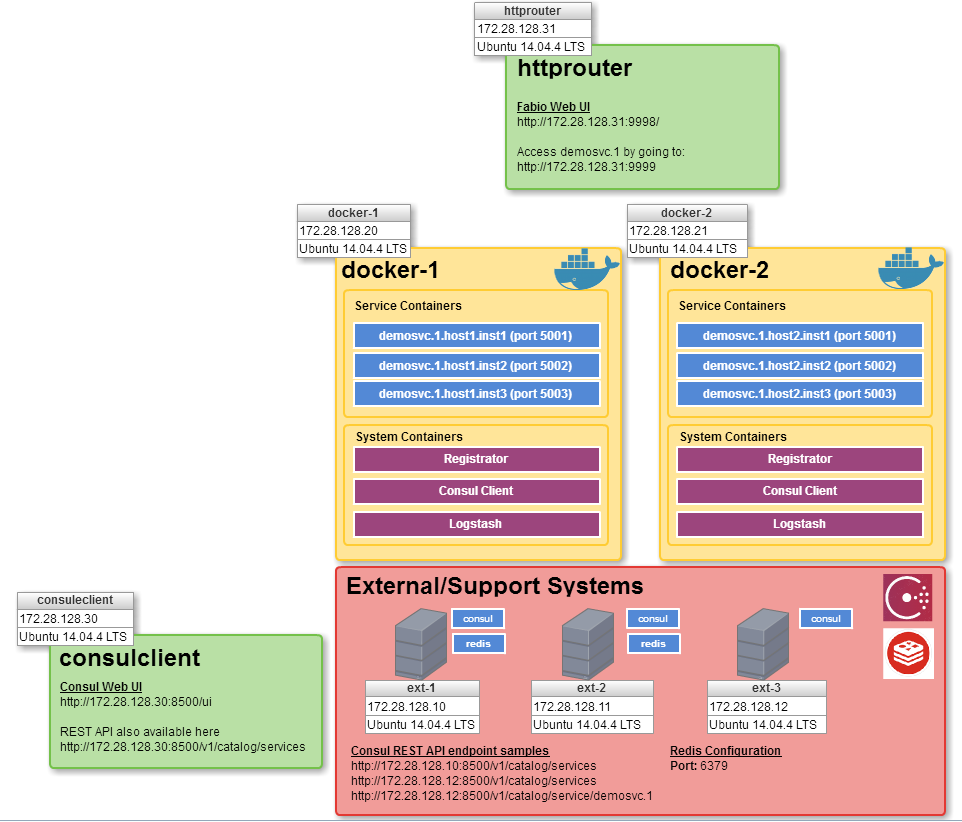 httprouter
172.28.128.31
Ubuntu 14.04.4 LTS
httprouter
Fabio Web UI
http://172.28.128.31:9998/
Access demosvc.1 by going to:
http://172.28.128.31:9999
docker-1
172.28.128.20
Ubuntu 14.04.4 LTS
docker-1
Service Containers
demosvc.1.host1.inst1 (port 5001)
demosvc.1.host1.inst2 (port 5002)
demosvc.1.host1.inst3 (port 5003)
System Containers
Registrator
Consul Client
Logstash
docker-2
172.28.128.21
Ubuntu 14.04.4 LTS
docker-2
Service Containers
demosvc.1.host2.inst1 (port 5001)
demosvc.1.host2.inst2 (port 5002)
demosvc.1.host2.inst3 (port 5003)
System Containers
Registrator
Consul Client
Logstash
consuleclient
172.28.128.30
Ubuntu 14.04.4 LTS
consulclient
Consul Web UI
http://172.28.128.30:8500/ui
REST API also available here
http://172.28.128.30:8500/v1/catalog/services
External/Support Systems
consul
redis
ext-1
172.28.128.10
Ubuntu 14.04.4 LTS
consul
redis
ext-2
172.28.128.11
Ubuntu 14.04.4 LTS
consul
ext-3
172.28.128.12
Ubuntu 14.04.4 LTS
Consul REST API endpoint samples
http://172.28.128.10:8500/v1/catalog/services
http://172.28.128.12:8500/v1/catalog/services
http://172.28.128.12:8500/v1/catalog/service/demosvc.1
Redis Configuration
Port: 6379